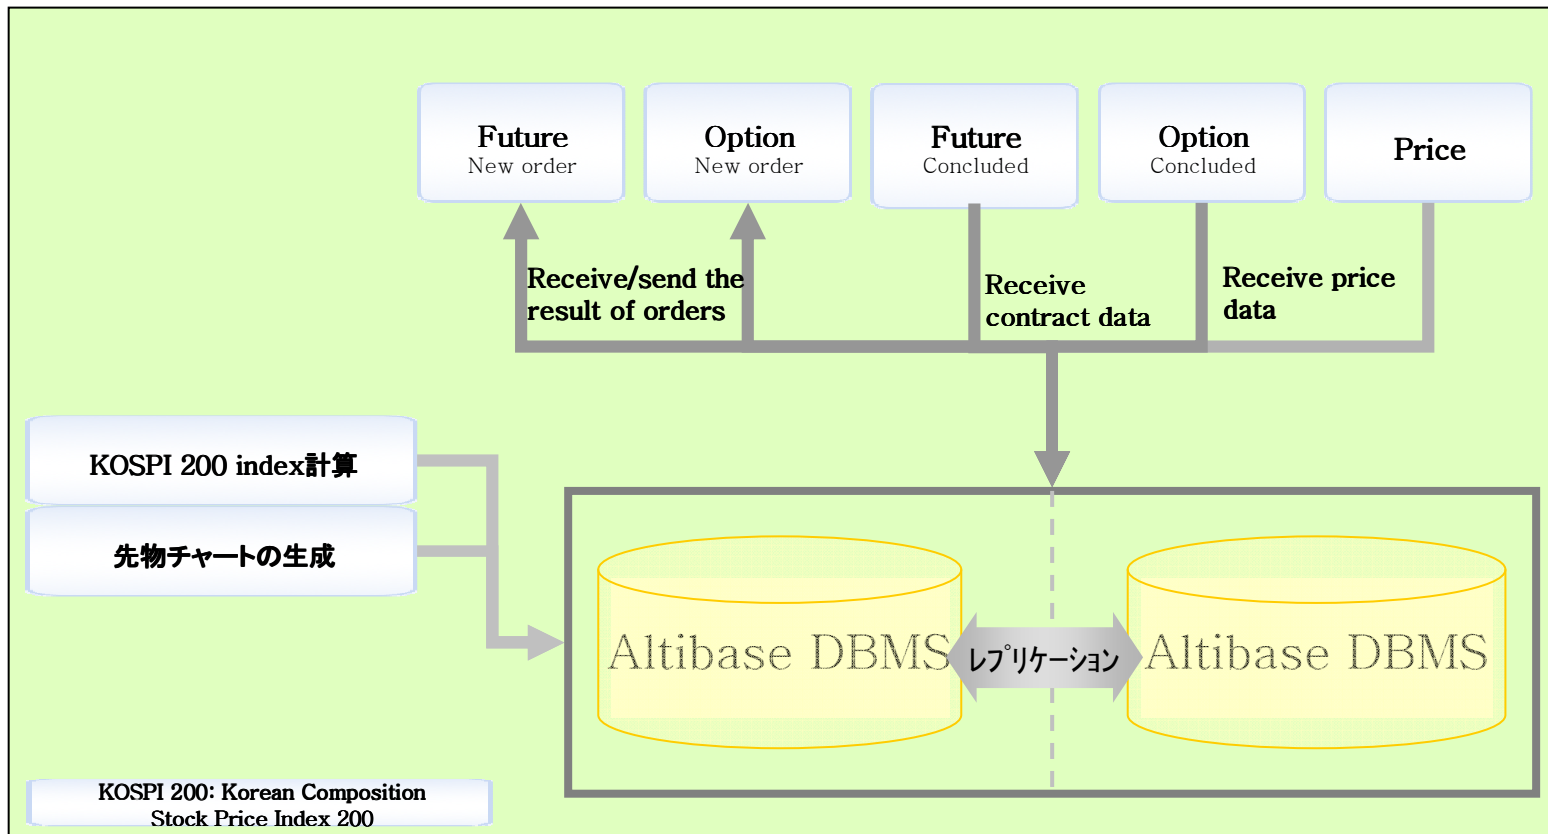 Future
New order
Option
New order
Future
Concluded
Option
Concluded
Price
Receive/send the
result of orders
Receive
contract data
Receive price
data
KOSPI 200 index計算
先物チャートの生成
Altibase DBMS
レプリケーション
Altibase DBMS
KOSPI 200: Korean Composition
Stock Price Index 200